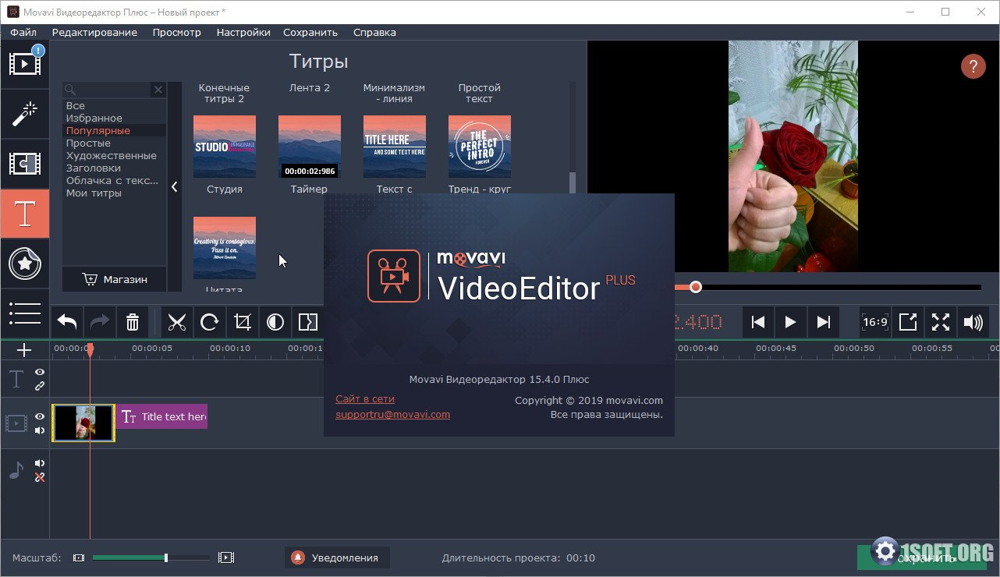 Movavi Видеоредактор Плюс – Новый проект *
Файл Редактирование Просмотр Настройки Сохранить Справка
Титры
?
Все
Избранное
Популярные
Простые
Художественные
Заголовки
Облачка с текс...
Мои титры
Магазин
Конечные
титры 2
Лента 2
Минимализм
- линия
Простой
текст
STUDIO UNIMAGINABLE
TITLE HERE
AND SOME TEXT HERE
THE
PERFECT
INTRO
FOREVER
00:00:02:986
Студия
Таймер
Текст с
Тренд - круг
Creativity is contagious.
Pass it on.
Albert Einstein
Цитата
movavi
VideoEditor PLUS
Movavi Видеоредактор 15.4.0 Плюс
Сайт в сети
supportru@movavi.com
Copyright © 2019 movavi.com
Все права защищены.
2.400
16:9
00:00:0 00:00:05 00:00:1 00:00:40 00:00:45 00:00:50 00:00:55 00
T
Tт Title text here
Масштаб:
Уведомления
Длительность проекта: 00:10
охранить
1SOFT.ORG